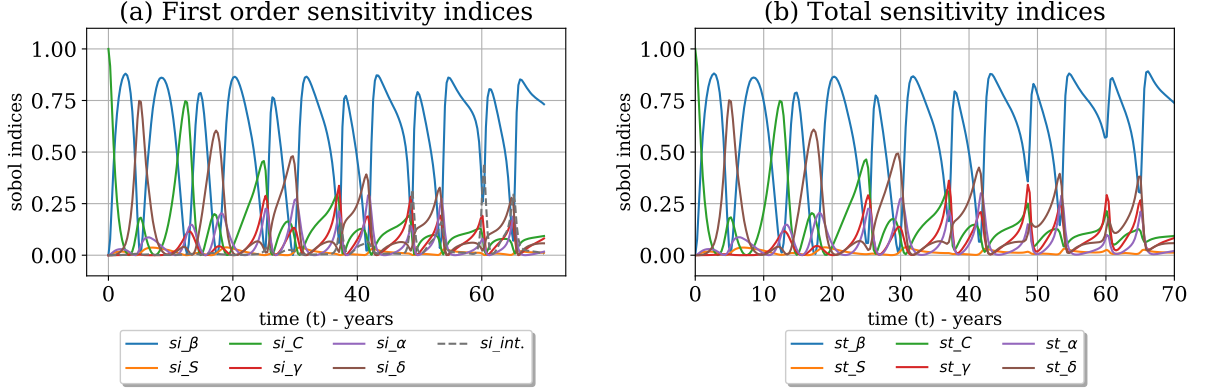 (a) First order sensitivity indices
1.00
0.75
0.50
0.25
0.00
sobol indices
0 20 40 60
time (t) - years
si_β si_C si_α si_int.
si_S si_γ si_δ
(b) Total sensitivity indices
1.00
0.75
0.50
0.25
0.00
sobol indices
0 10 20 30 40 50 60 70
time (t) - years
st_β st_C st_α
st_S st_γ st_δ